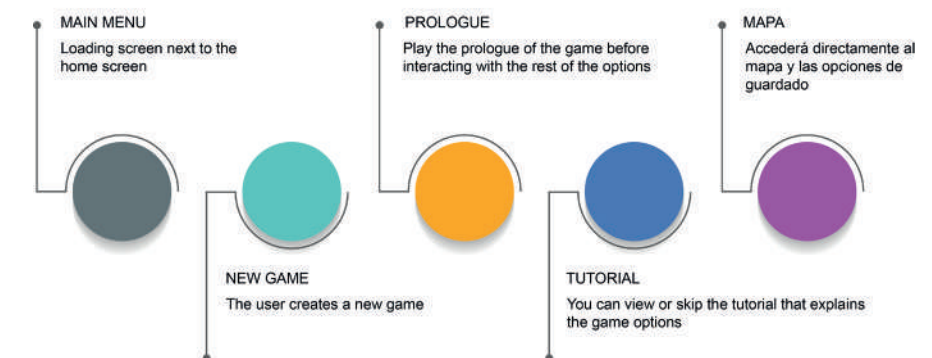 MAIN MENU
Loading screen next to the
home screen
NEW GAME
The user creates a new game
PROLOGUE
Play the prologue of the game before
interacting with the rest of the options
TUTORIAL
You can view or skip the tutorial that explains
the game options
MAPA
Accederá directamente al
mapa y las opciones de
guardado